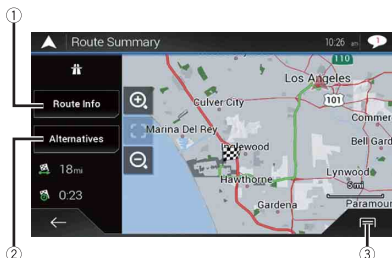 ①
Route Summary
10:26 am
1
110
Los Angeles
Route Info
Culver City
101
Commer
Alternatives
Marina Del Rey
Inglewood
Bell Gard
18mi
Hawthorne
Lynwood
5mi
0:23
Gardena
Paramour
②
③